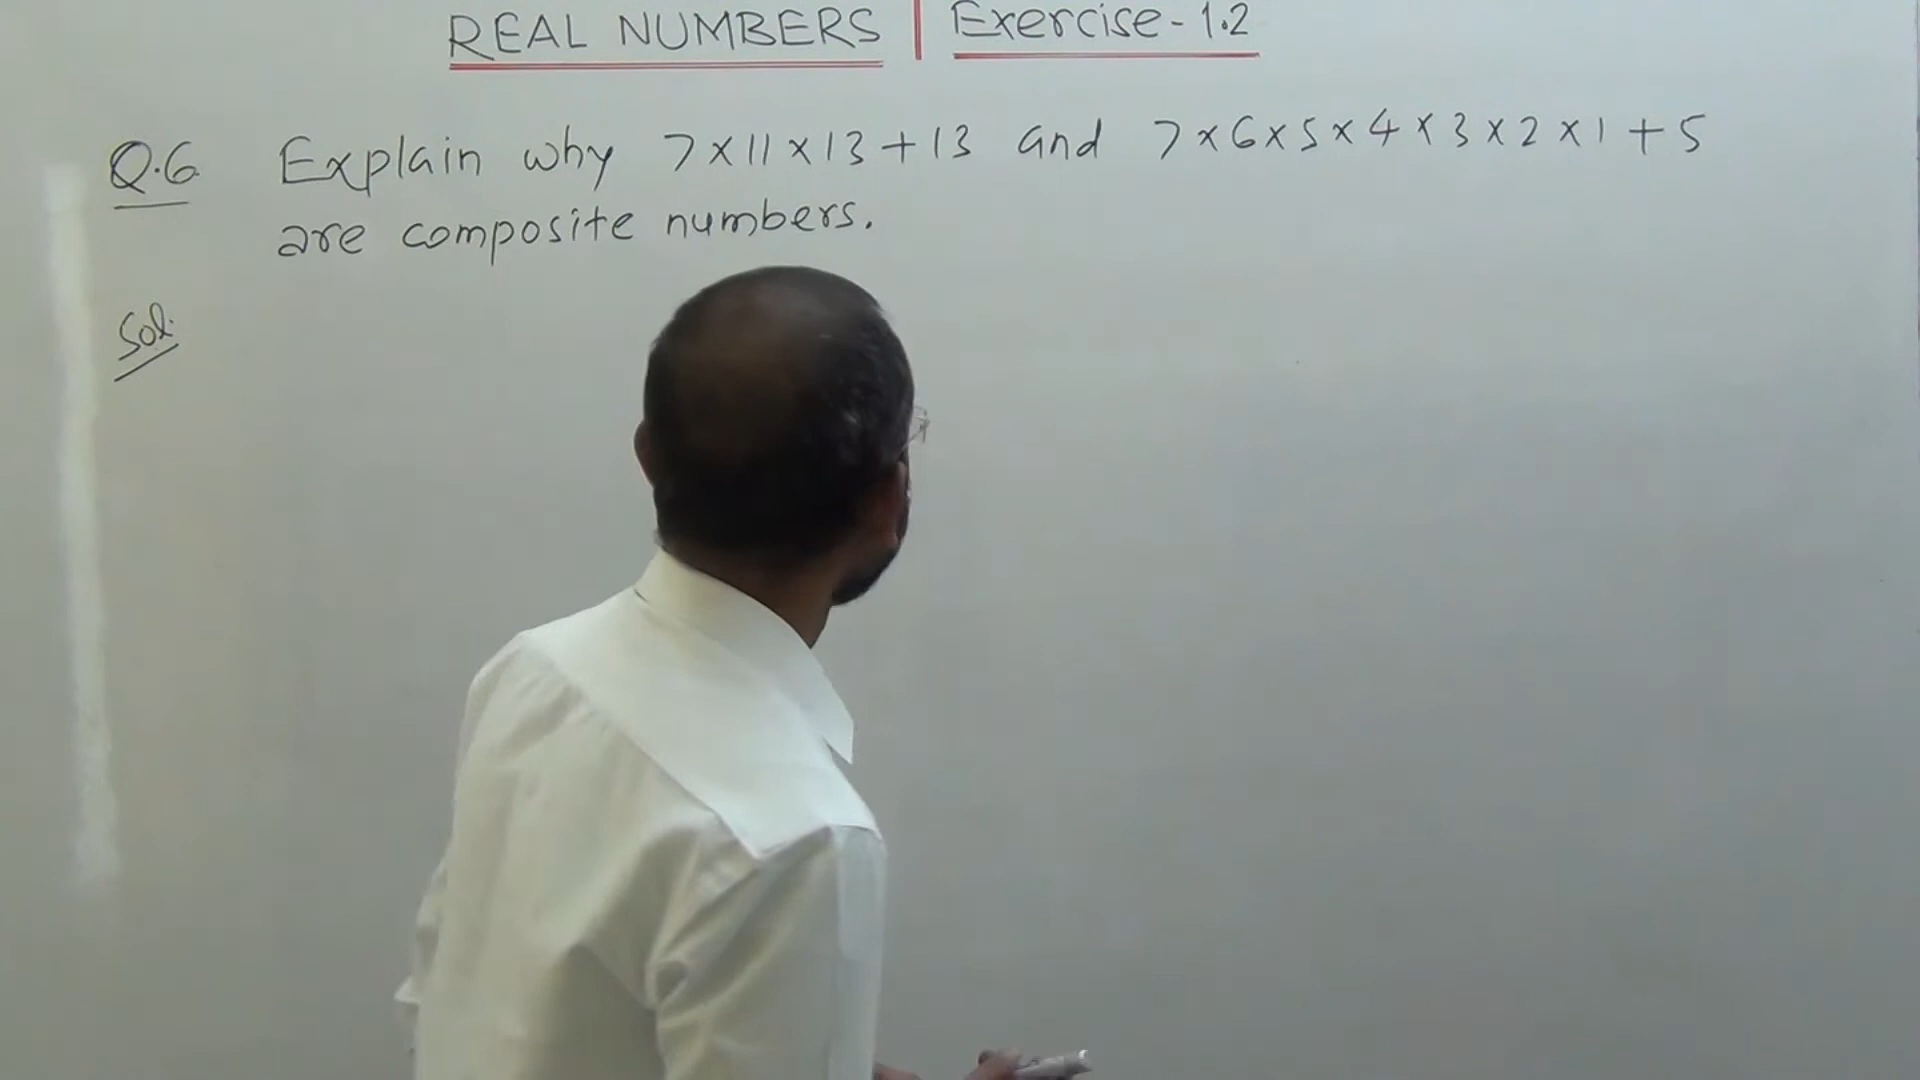 REAL NUMBERS | Exercise-1.2
Q.6 Explain why 7×11×13+13 and 7×6×5×4×3×2×1+5
are composite numbers.
Sol.